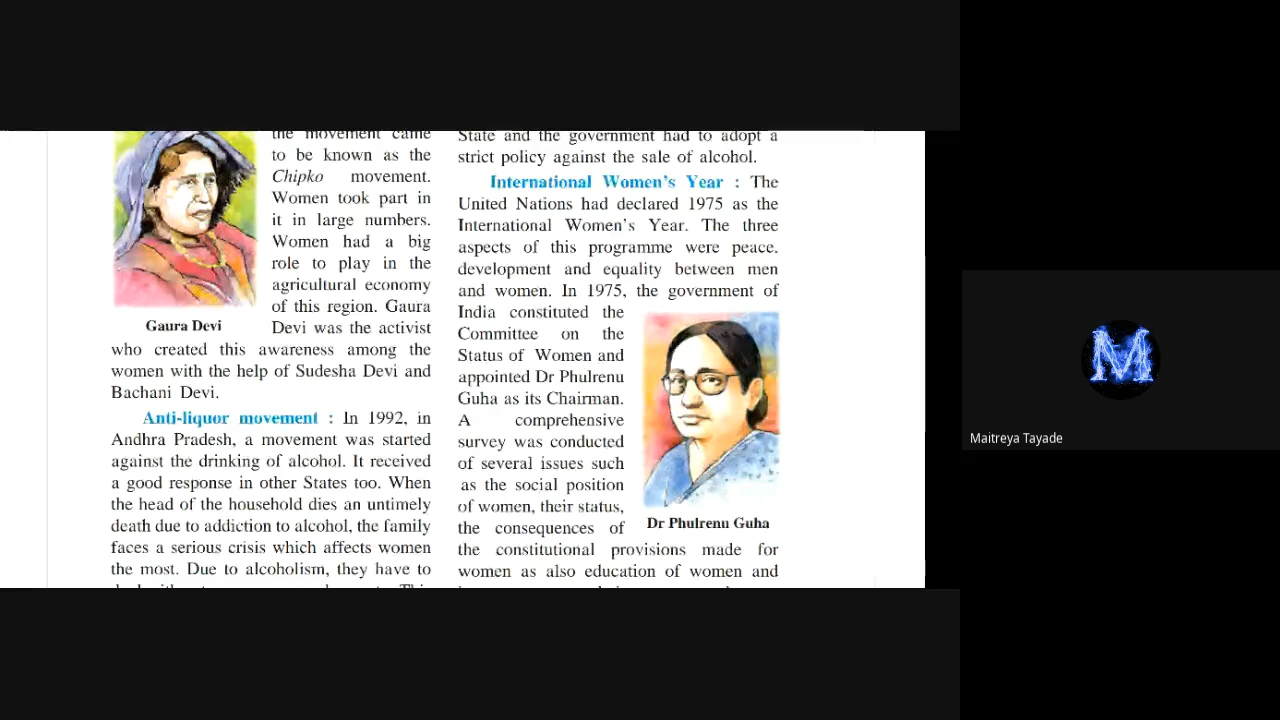 the movement came
to be known as the
Chipko movement.
Women took part in
it in large numbers.
Women had a big
role to play in the
agricultural economy
of this region. Gaura
Devi was the activist
Gaura Devi
who created this awareness among the
women with the help of Sudesha Devi and
Bachani Devi.
Anti-liquor movement : In 1992, in
Andhra Pradesh, a movement was started
against the drinking of alcohol. It received
a good response in other States too. When
the head of the household dies an untimely
death due to addiction to alcohol, the family
faces a serious crisis which affects women
the most. Due to alcoholism, they have to
State and the government had to adopt a
strict policy against the sale of alcohol.
International Women's Year : The
United Nations had declared 1975 as the
International Women's Year. The three
aspects of this programme were peace.
development and equality between men
and women. In 1975, the government of
India constituted the
Committee on the
Status of Women and
appointed Dr Phulrenu
Guha as its Chairman.
A comprehensive
survey was conducted
of several issues such
as the social position
of women, their status,
the consequences of
Dr Phulrenu Guha
the constitutional provisions made for
women as also education of women and
M
Maitreya Tayade